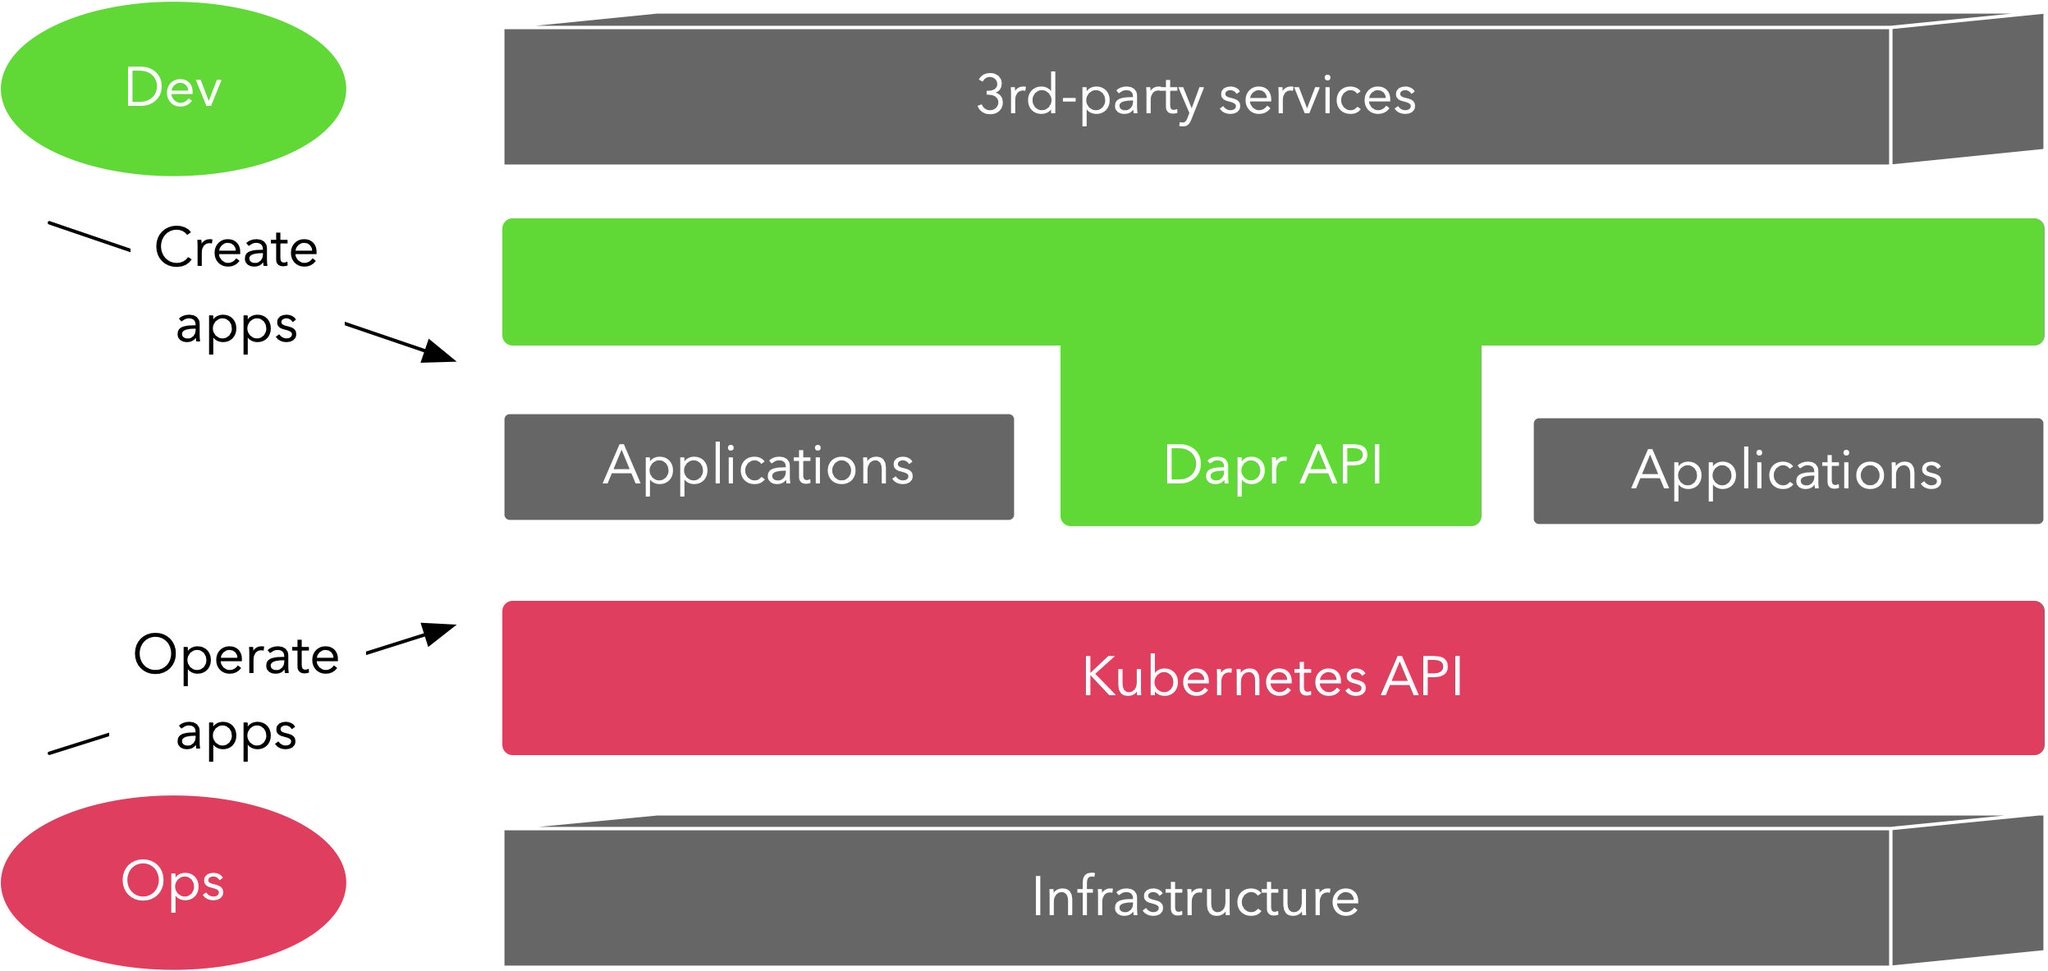 Dev
3rd-party services
Create
apps
Applications
Dapr API
Applications
Operate
apps
Kubernetes API
Ops
Infrastructure